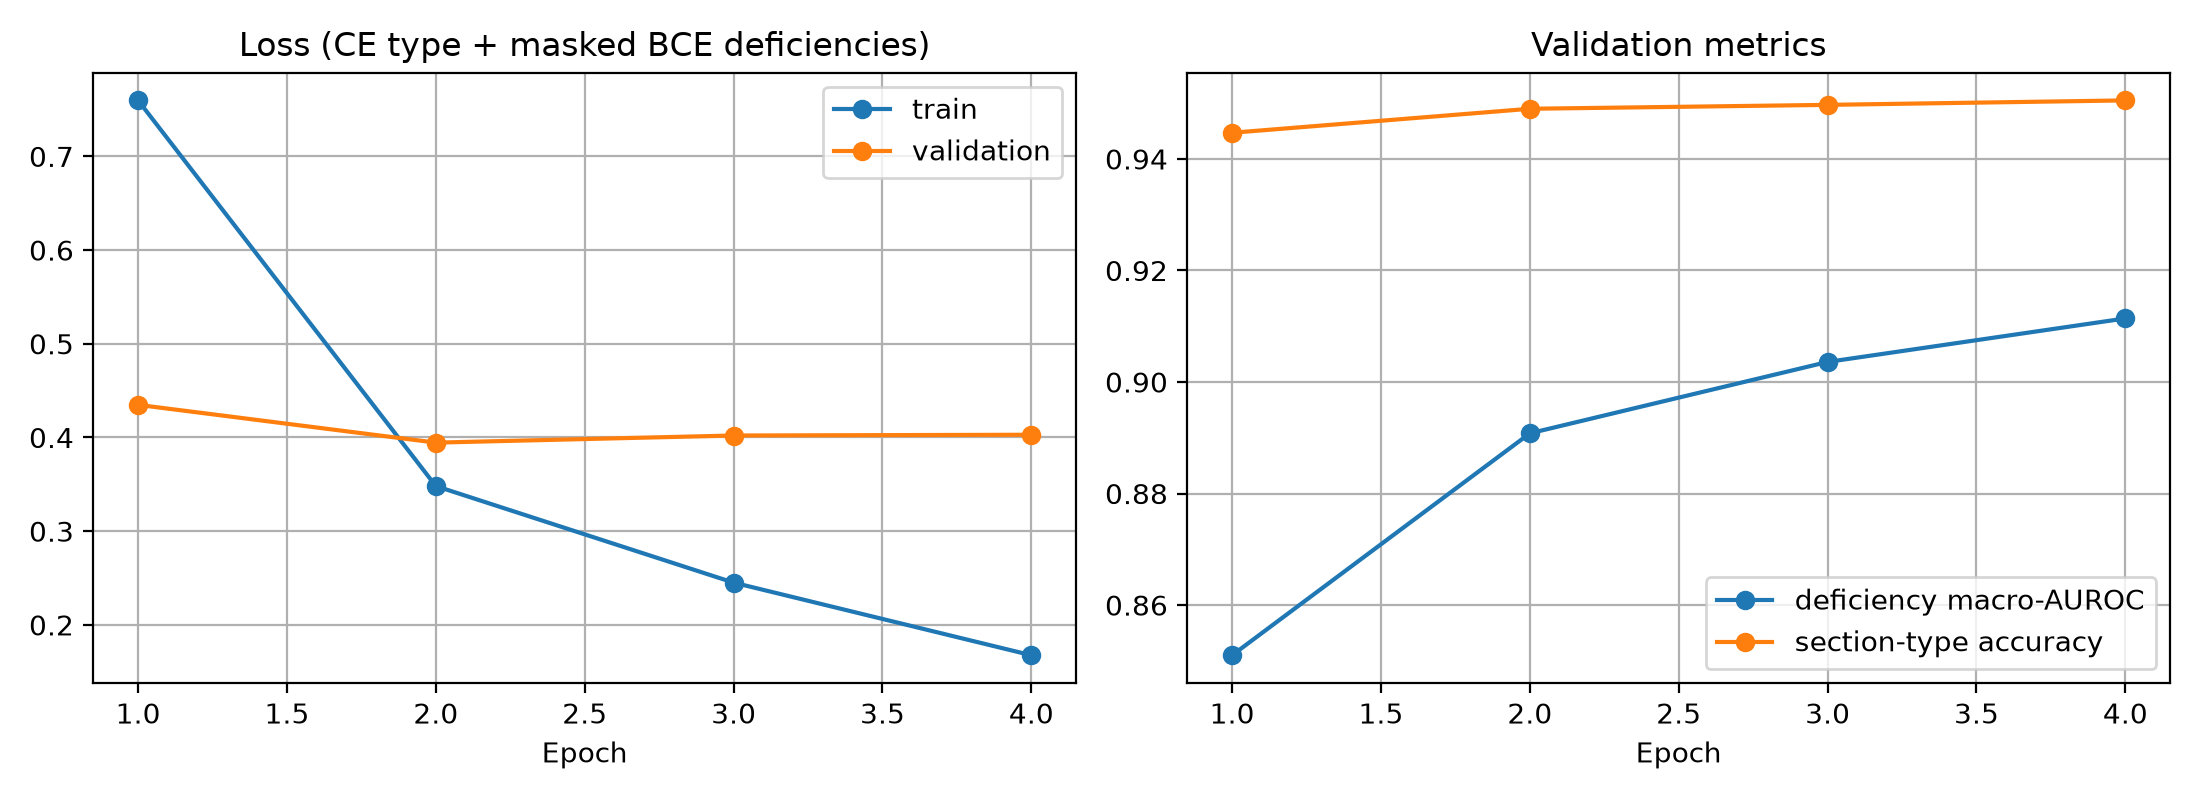 Loss (CE type + masked BCE deficiencies)
train
validation
0.7
0.6
0.5
0.4
0.3
0.2
1.0 1.5 2.0 2.5 3.0 3.5 4.0
Epoch
Validation metrics
0.94
0.92
0.90
0.88
0.86
deficiency macro-AUROC
section-type accuracy
1.0 1.5 2.0 2.5 3.0 3.5 4.0
Epoch